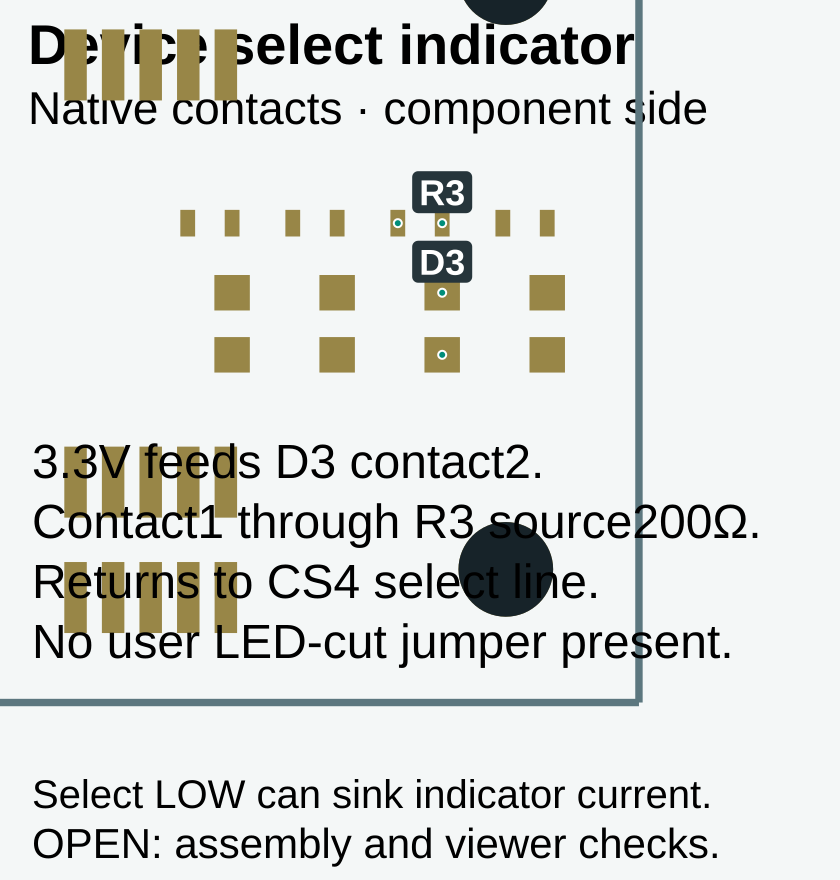 Device select indicator
Native contacts · component side
R3
D3
3.3V feeds D3 contact2.
Contact1 through R3 source200Ω.
Returns to CS4 select line.
No user LED-cut jumper present.
Select LOW can sink indicator current.
OPEN: assembly and viewer checks.